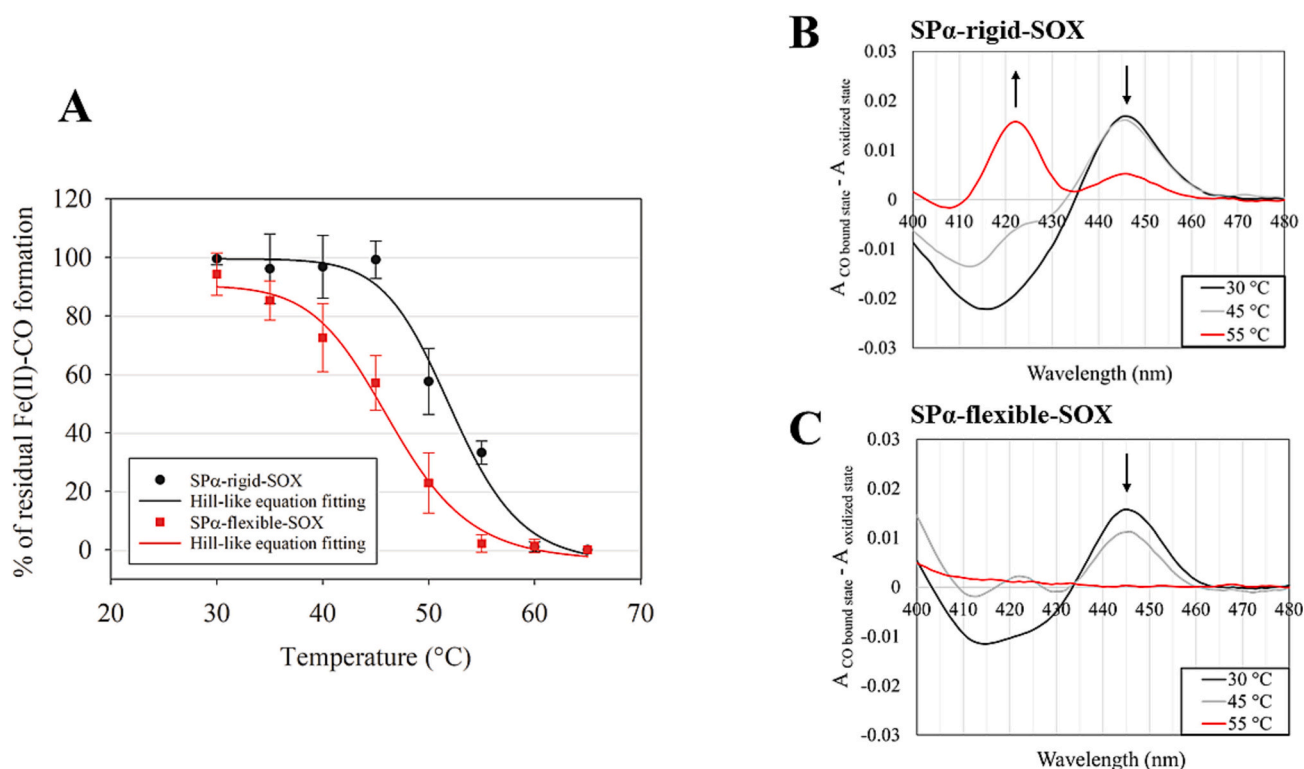 A
% of residual Fe(II)-CO formation
120
100
80
60
40
20
0
SPα-rigid-SOX
Hill-like equation fitting
SPα-flexible-SOX
Hill-like equation fitting
20 30 40 50 60 70
Temperature (°C)
B
SPα-rigid-SOX
A CO bound state - A oxidized state
0.03
0.02
0.01
0
-0.01
-0.02
-0.03
400 410 420 430 440 450 460 470 480
30 °C
45 °C
55 °C
Wavelength (nm)
C
SPα-flexible-SOX
A CO bound state - A oxidized state
0.03
0.02
0.01
0
-0.01
-0.02
-0.03
400 410 420 430 440 450 460 470 480
30 °C
45 °C
55 °C
Wavelength (nm)